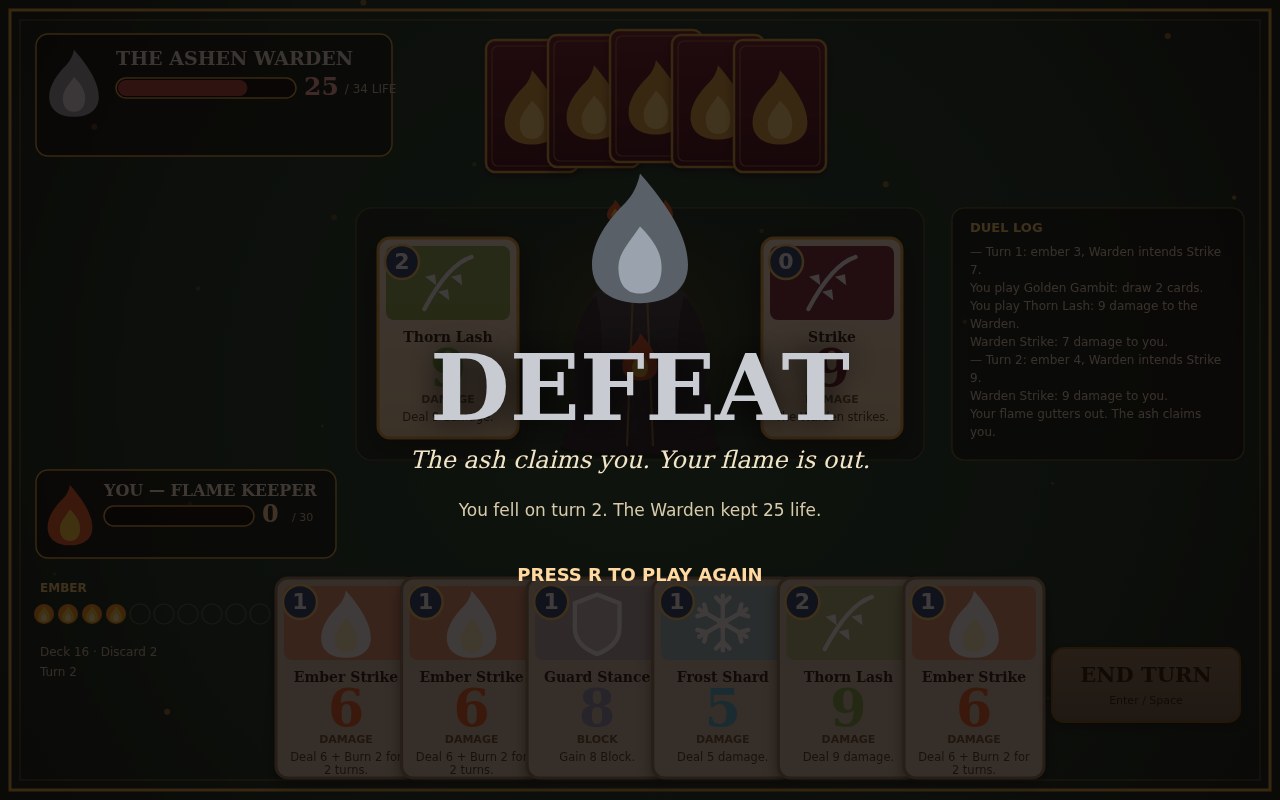 THE ASHEN WARDEN
25 / 34 LIFE
DUEL LOG
— Turn 1: ember 3, Warden intends Strike
7.
You play Golden Gambit: draw 2 cards.
You play Thorn Lash: 9 damage to the
Warden.
Warden Strike: 7 damage to you.
— Turn 2: ember 4, Warden intends Strike
9.
Warden Strike: 9 damage to you.
Your flame gutters out. The ash claims
you.
2
Thorn Lash
9
DAMAGE
0
Strike
9
DAMAGE
strikes.
DEFEAT
The ash claims you. Your flame is out.
You fell on turn 2. The Warden kept 25 life.
PRESS R TO PLAY AGAIN
YOU — FLAME KEEPER
0 / 30
EMBER
Deck 16 · Discard 2
Turn 2
1
Ember Strike
6
DAMAGE
Deal 6 + Burn 2 for
2 turns.
1
Ember Strike
6
DAMAGE
Deal 6 + Burn 2 for
2 turns.
1
Guard Stance
8
BLOCK
Gain 8 Block.
1
Frost Shard
5
DAMAGE
Deal 5 damage.
2
Thorn Lash
9
DAMAGE
Deal 9 damage.
1
Ember Strike
6
DAMAGE
Deal 6 + Burn 2 for
2 turns.
END TURN
Enter / Space